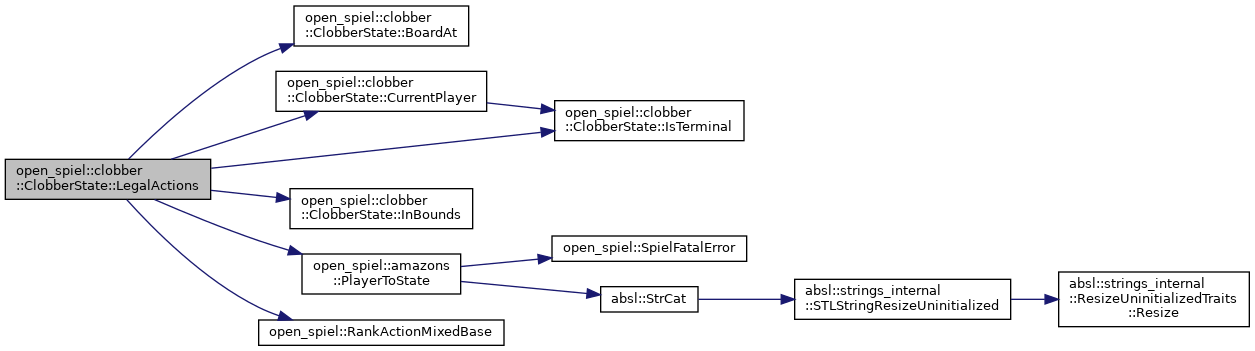 open_spiel::clobber
::ClobberState::LegalActions
open_spiel::clobber
::ClobberState::BoardAt
open_spiel::clobber
::ClobberState::CurrentPlayer
open_spiel::clobber
::ClobberState::IsTerminal
open_spiel::clobber
::ClobberState::InBounds
open_spiel::amazons
::PlayerToState
open_spiel::SpielFatalError
absl::StrCat
absl::strings_internal
::STLStringResizeUninitialized
absl::strings_internal
::ResizeUninitializedTraits
::Resize
open_spiel::RankActionMixedBase